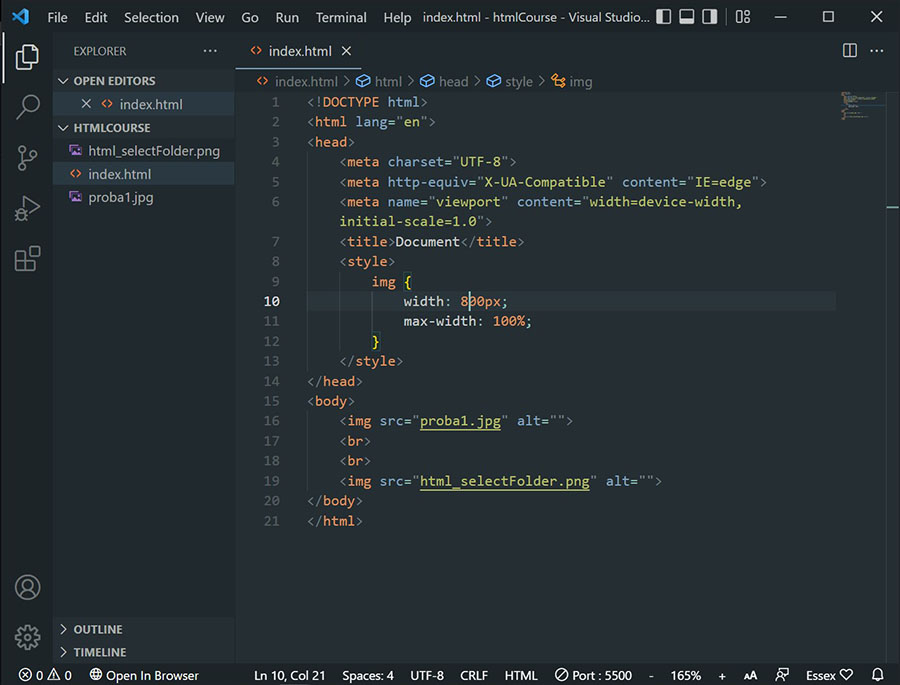 File Edit Selection View Go Run Terminal Help index.html - htmlCourse - Visual Studio...
EXPLORER
OPEN EDITORS
index.html
HTMLCOURSE
html_selectFolder.png
index.html
proba1.jpg
OUTLINE
TIMELINE
index.html
index.html > html > head > style > img
1 <!DOCTYPE html>
2 <html lang="en">
3 <head>
4 <meta charset="UTF-8">
5 <meta http-equiv="X-UA-Compatible" content="IE=edge">
6 <meta name="viewport" content="width=device-width,
initial-scale=1.0">
7 <title>Document</title>
8 <style>
9 img {
10 width: 800px;
11 max-width: 100%;
12 }
13 </style>
14 </head>
15 <body>
16 <img src="proba1.jpg" alt="">
17 <br>
18 <br>
19 <img src="html_selectFolder.png" alt="">
20 </body>
21 </html>
0 0 Open In Browser Ln 10, Col 21 Spaces: 4 UTF-8 CRLF HTML Port : 5500 - 165% + AA Essex